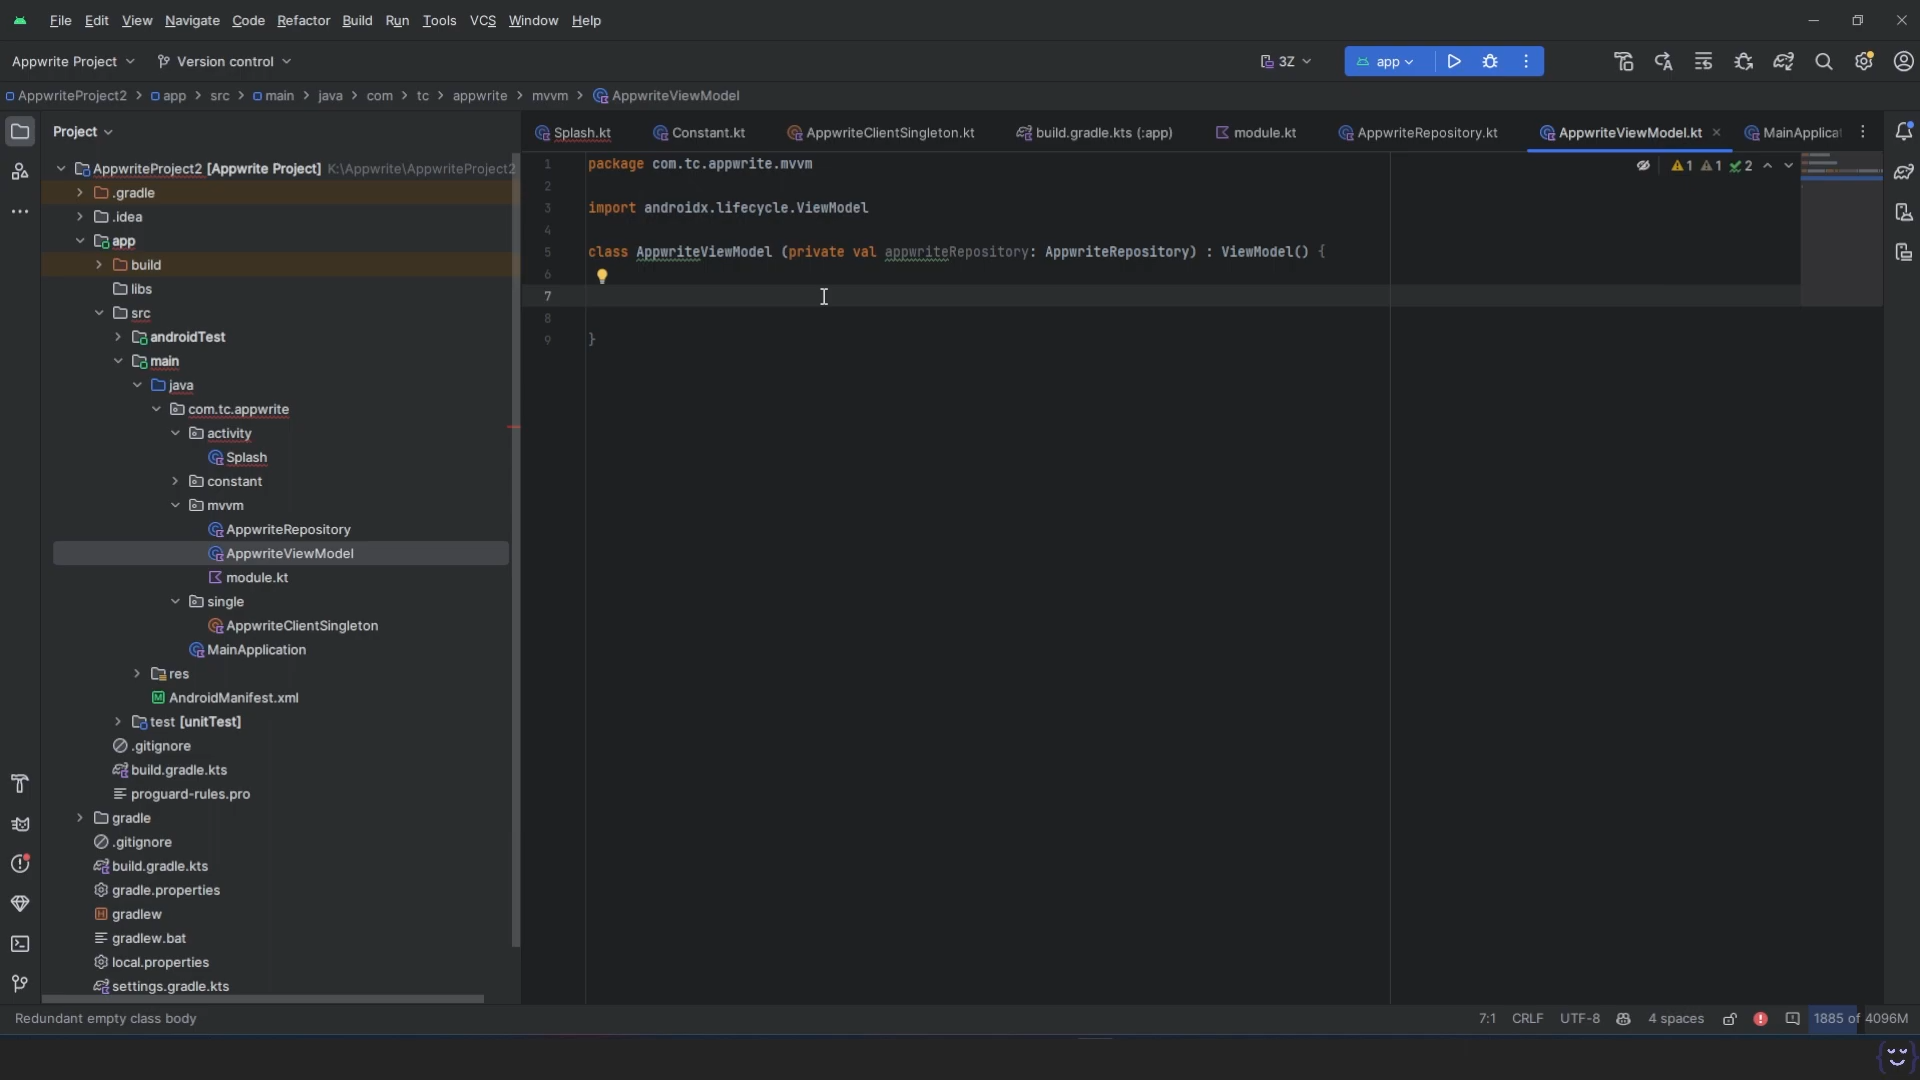 File Edit View Navigate Code Refactor Build Run Tools VCS Window Help
Appwrite Project Version control 3Z app
AppwriteProject2 app src main java com tc appwrite mvvm AppwriteViewModel
Project
Splash.kt Constant.kt AppwriteClientSingleton.kt build.gradle.kts (:app) module.kt AppwriteRepository.kt AppwriteViewModel.kt MainApplicat
AppwriteProject2 [Appwrite Project] K:\Appwrite\AppwriteProject2
.gradle
.idea
app
build
libs
src
androidTest
main
java
com.tc.appwrite
activity
Splash
constant
mvvm
AppwriteRepository
AppwriteViewModel
module.kt
single
AppwriteClientSingleton
MainApplication
res
AndroidManifest.xml
test [unitTest]
.gitignore
build.gradle.kts
proguard-rules.pro
gradle
.gitignore
build.gradle.kts
gradle.properties
gradlew
gradlew.bat
local.properties
settings.gradle.kts
1 package com.tc.appwrite.mvvm
1 1 2
2
3 import androidx.lifecycle.ViewModel
4
5 class AppwriteViewModel (private val appwriteRepository: AppwriteRepository) : ViewModel() {
6
7
8
9 }
Redundant empty class body 7:1 CRLF UTF-8 4 spaces 1885 of 4096M